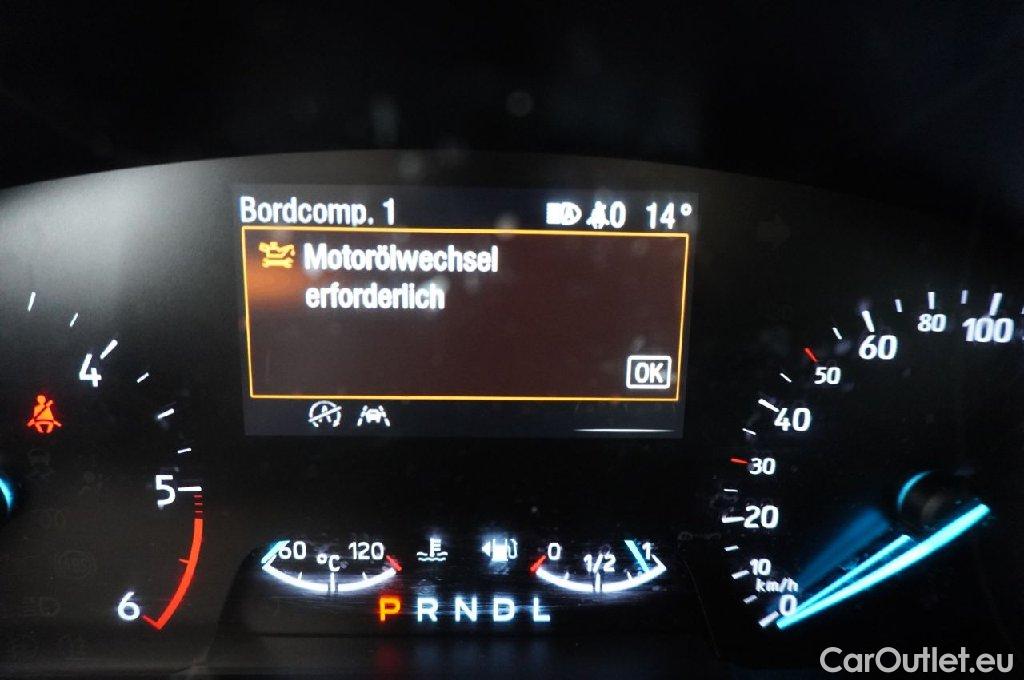 Bordcomp. 1 0 14°
Motorölwechsel
erforderlich
OK
4
5
6
60 °C 120
0 1/2 1
P R N D L
100
80
60
50
40
30
20
10
km/h
0
CarOutlet.eu